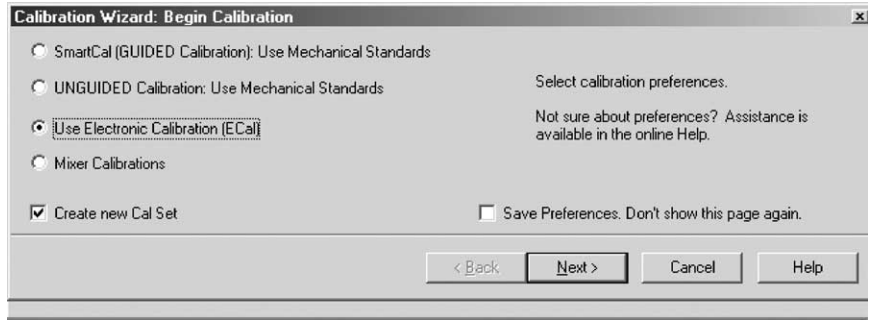 Calibration Wizard: Begin Calibration
SmartCal (GUIDED Calibration): Use Mechanical Standards
UNGUIDED Calibration: Use Mechanical Standards
Use Electronic Calibration (ECal)
Mixer Calibrations
Select calibration preferences.
Not sure about preferences? Assistance is
available in the online Help.
Create new Cal Set
Save Preferences. Don't show this page again.
< Back
Next >
Cancel
Help